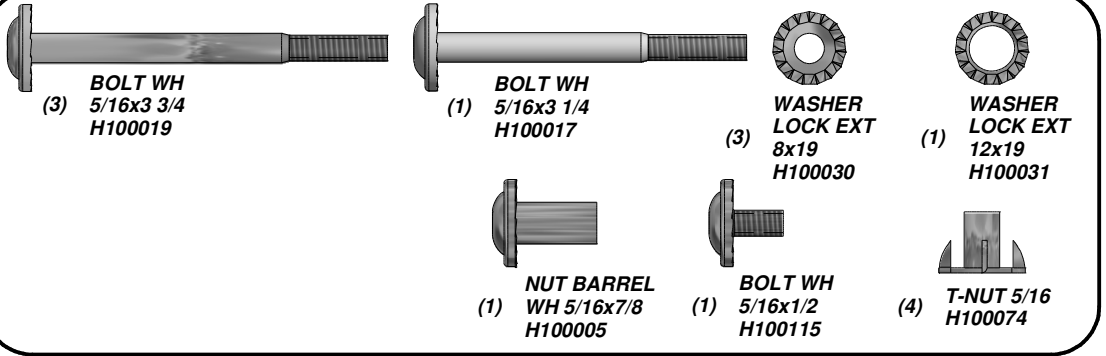 (3) BOLT WH
5/16x3 3/4
H100019
(1) BOLT WH
5/16x3 1/4
H100017
(3) WASHER
LOCK EXT
8x19
H100030
(1) WASHER
LOCK EXT
12x19
H100031
(1) NUT BARREL
WH 5/16x7/8
H100005
(1) BOLT WH
5/16x1/2
H100115
(4) T-NUT 5/16
H100074